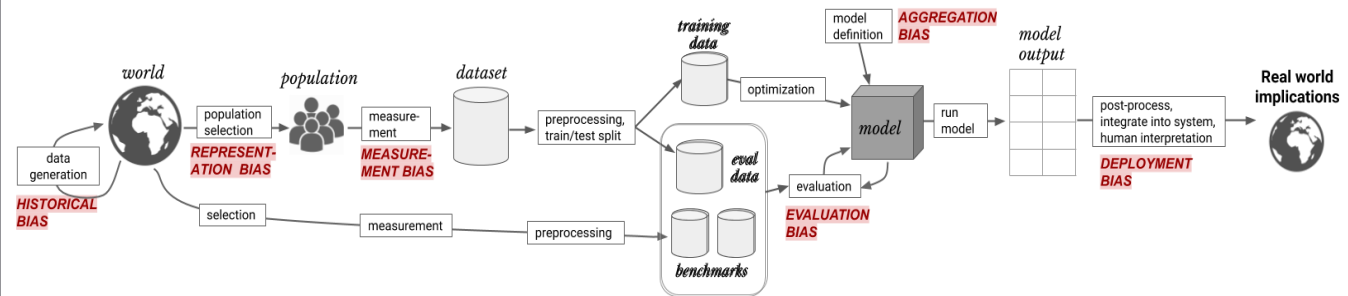 world
data
generation
HISTORICAL
BIAS
population
selection
REPRESENT-
ATION BIAS
population
measure-
ment
MEASURE-
MENT BIAS
dataset
preprocessing,
train/test split
selection
measurement
preprocessing
training
data
optimization
eval
data
benchmarks
model
definition
AGGREGATION
BIAS
model
evaluation
EVALUATION
BIAS
run
model
model
output
post-process,
integrate into system,
human interpretation
DEPLOYMENT
BIAS
Real world
implications